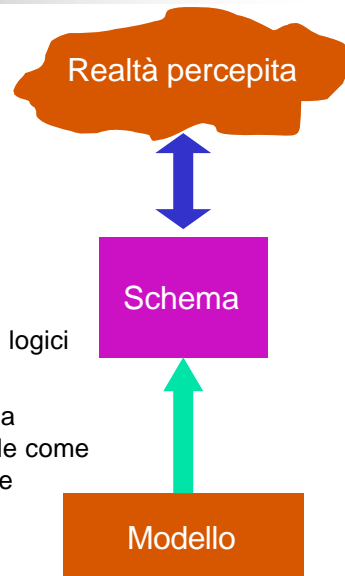 Realtà percepita
Schema
logici
a
le come
e
Modello